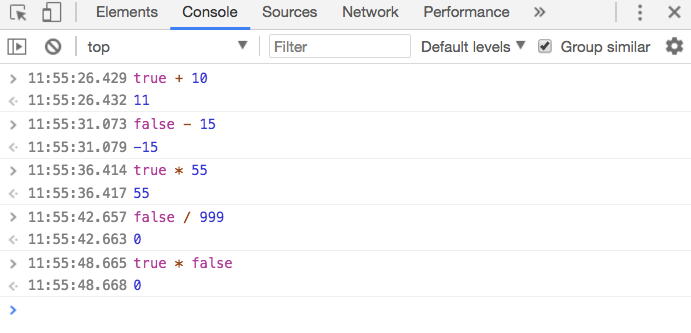 Elements Console Sources Network Performance »
top Filter Default levels Group similar
11:55:26.429 true + 10
11:55:26.432 11
11:55:31.073 false - 15
11:55:31.079 -15
11:55:36.414 true * 55
11:55:36.417 55
11:55:42.657 false / 999
11:55:42.663 0
11:55:48.665 true * false
11:55:48.668 0